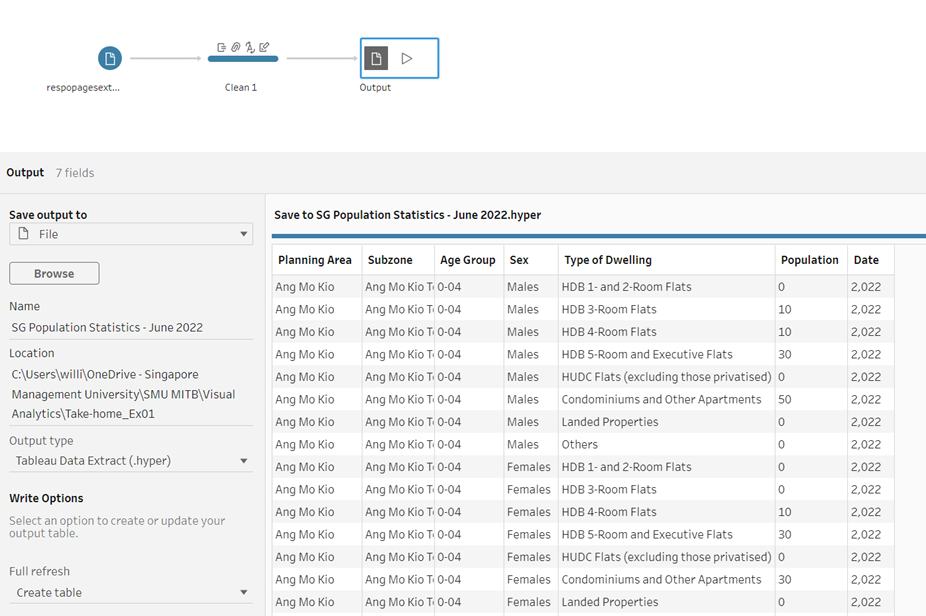 respopagesext...
Clean 1
Output
Output 7 fields
Save output to
File
Browse
Name
SG Population Statistics - June 2022
Location
C:\Users\willi\OneDrive - Singapore
Management University\SMU MITB\Visual
Analytics\Take-home_Ex01
Output type
Tableau Data Extract (.hyper)
Write Options
Select an option to create or update your
output table.
Full refresh
Create table
Save to SG Population Statistics - June 2022.hyper
Planning Area Subzone Age Group Sex Type of Dwelling Population Date
Ang Mo Kio Ang Mo Kio To 0-04 Males HDB 1- and 2-Room Flats 0 2,022
Ang Mo Kio Ang Mo Kio To 0-04 Males HDB 3-Room Flats 10 2,022
Ang Mo Kio Ang Mo Kio To 0-04 Males HDB 4-Room Flats 10 2,022
Ang Mo Kio Ang Mo Kio To 0-04 Males HDB 5-Room and Executive Flats 30 2,022
Ang Mo Kio Ang Mo Kio To 0-04 Males HUDC Flats (excluding those privatised) 0 2,022
Ang Mo Kio Ang Mo Kio To 0-04 Males Condominiums and Other Apartments 50 2,022
Ang Mo Kio Ang Mo Kio To 0-04 Males Landed Properties 0 2,022
Ang Mo Kio Ang Mo Kio To 0-04 Males Others 0 2,022
Ang Mo Kio Ang Mo Kio To 0-04 Females HDB 1- and 2-Room Flats 0 2,022
Ang Mo Kio Ang Mo Kio To 0-04 Females HDB 3-Room Flats 0 2,022
Ang Mo Kio Ang Mo Kio To 0-04 Females HDB 4-Room Flats 10 2,022
Ang Mo Kio Ang Mo Kio To 0-04 Females HDB 5-Room and Executive Flats 30 2,022
Ang Mo Kio Ang Mo Kio To 0-04 Females HUDC Flats (excluding those privatised) 0 2,022
Ang Mo Kio Ang Mo Kio To 0-04 Females Condominiums and Other Apartments 30 2,022
Ang Mo Kio Ang Mo Kio To 0-04 Females Landed Properties 0 2,022